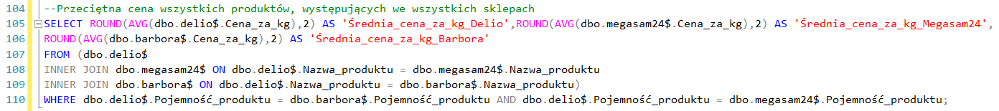 104 --Przeciętna cena wszystkich produktów, występujących we wszystkich sklepach
105 SELECT ROUND(AVG(dbo.delio$.Cena_za_kg),2) AS 'Średnia_cena_za_kg_Delio',ROUND(AVG(dbo.megasam24$.Cena_za_kg),2) AS 'Średnia_cena_za_kg_Megasam24',
106 ROUND(AVG(dbo.barbora$.Cena_za_kg),2) AS 'Średnia_cena_za_kg_Barbora'
107 FROM (dbo.delio$
108 INNER JOIN dbo.megasam24$ ON dbo.delio$.Nazwa_produktu = dbo.megasam24$.Nazwa_produktu
109 INNER JOIN dbo.barbora$ ON dbo.delio$.Nazwa_produktu = dbo.barbora$.Nazwa_produktu)
110 WHERE dbo.delio$.Pojemność_produktu = dbo.barbora$.Pojemność_produktu AND dbo.delio$.Pojemność_produktu = dbo.megasam24$.Pojemność_produktu;